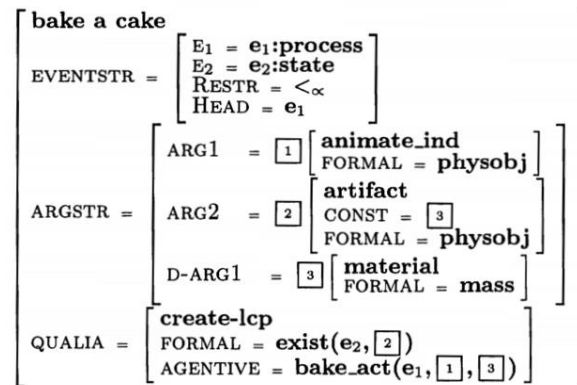 bake a cake
EVENTSTR = E1 = e1:process
E2 = e2:state
RESTR = <∝
HEAD = e1
ARGSTR = ARG1 = 1 animate_ind
FORMAL = physobj
ARG2 = 2 artifact
CONST = 3
FORMAL = physobj
D-ARG1 = 3 material
FORMAL = mass
QUALIA = create-lcp
FORMAL = exist(e2, 2)
AGENTIVE = bake_act(e1, 1, 3)